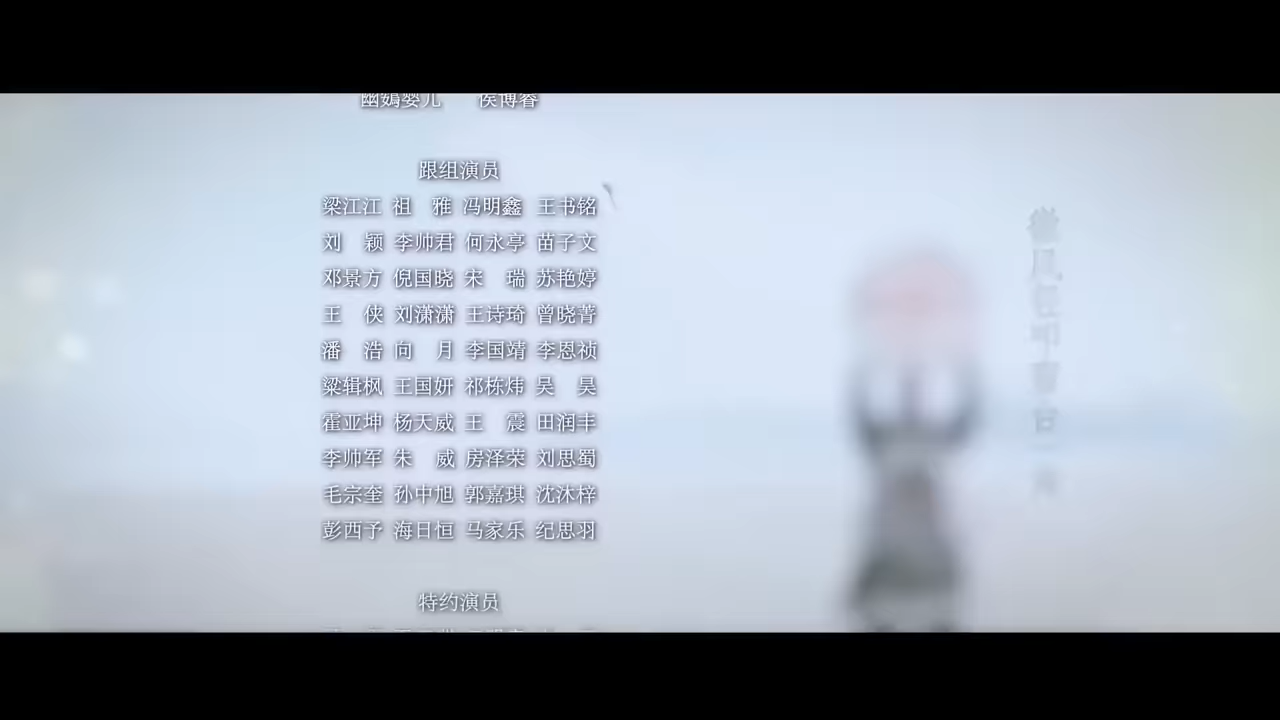 幽鴳婴儿 侯博睿
跟组演员
梁江江 祖 雅 冯明鑫 王书铭
刘 颖 李帅君 何永亭 苗子文
邓景方 倪国晓 宋 瑞 苏艳婷
王 侠 刘潇潇 王诗琦 曾晓菁
潘 浩 向 月 李国靖 李恩祯
梁辑枫 王国妍 祁栋炜 吴 昊
霍亚坤 杨天威 王 震 田润丰
李帅军 朱 威 房泽荣 刘思蜀
毛宗奎 孙中旭 郭嘉琪 沈沐梓
彭西予 海日恒 马家乐 纪思羽
特约演员